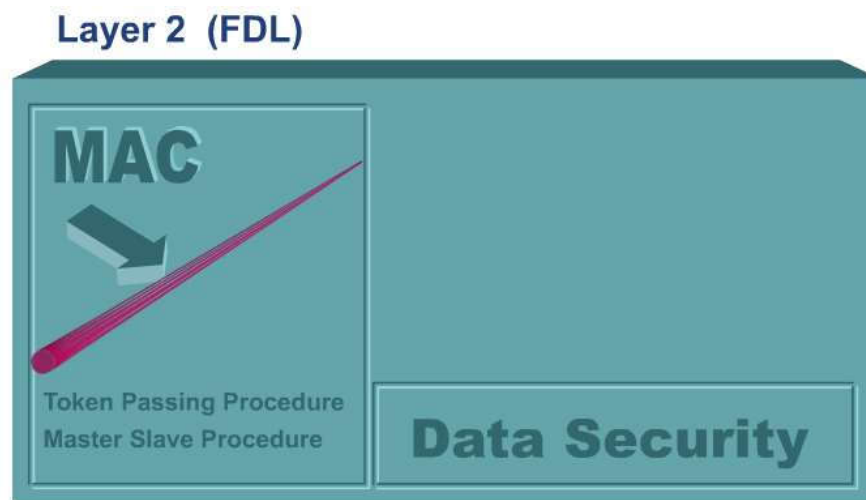 Layer 2 (FDL)
MAC
Token Passing Procedure
Master Slave Procedure
Data Security